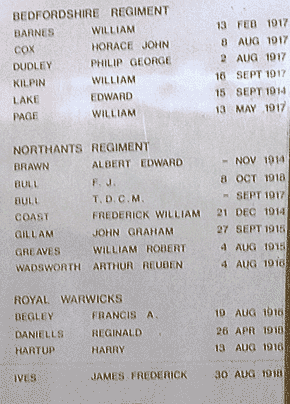 BEDFORDSHIRE REGIMENT
BARNES WILLIAM 13 FEB 1917
COX HORACE JOHN 8 AUG 1917
DUDLEY PHILIP GEORGE 2 AUG 1917
KILPIN WILLIAM 16 SEPT 1917
LAKE EDWARD 15 SEPT 1914
PAGE WILLIAM 13 MAY 1917
NORTHANTS REGIMENT
BRAWN ALBERT EDWARD – NOV 1914
BULL F. J. 8 OCT 1918
BULL T. D. C. M. – SEPT 1917
COAST FREDERICK WILLIAM 21 DEC 1914
GILLAM JOHN GRAHAM 27 SEPT 1915
GREAVES WILLIAM ROBERT 4 AUG 1915
WADSWORTH ARTHUR REUBEN 4 AUG 1916
ROYAL WARWICKS
BEGLEY FRANCIS A. 19 AUG 1916
DANIELLS REGINALD 26 APR 1918
HARTUP HARRY 13 AUG 1916
IVES JAMES FREDERICK 30 AUG 1918